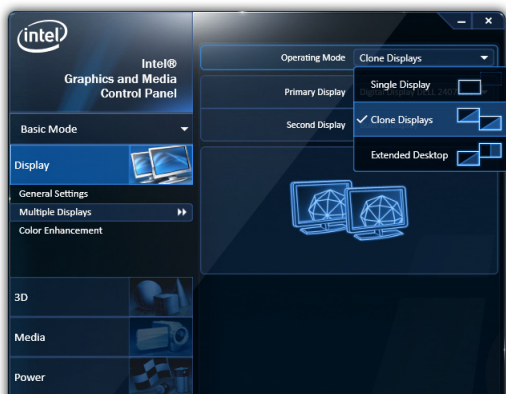 intel
Intel®
Graphics and Media
Control Panel
Basic Mode
Display
General Settings
Multiple Displays
Color Enhancement
3D
Media
Power
Operating Mode
Clone Displays
Primary Display
Second Display
Single Display
Clone Displays
Extended Desktop